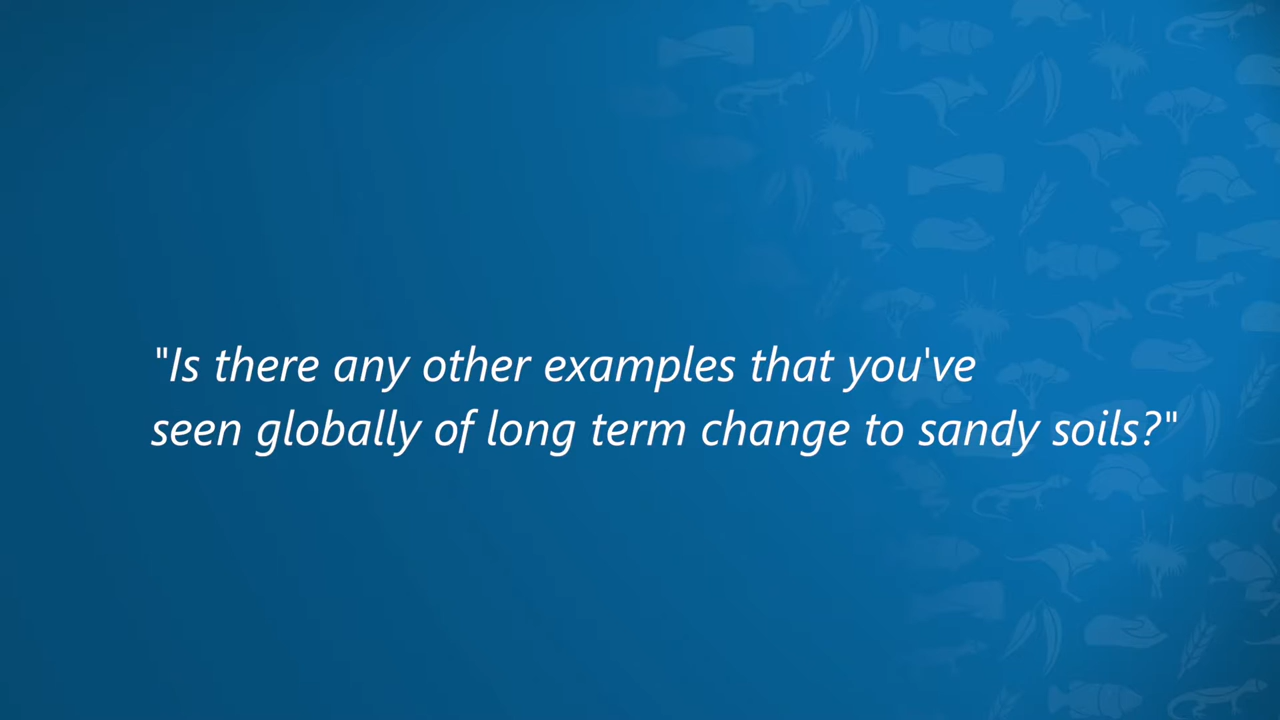 "Is there any other examples that you've
seen globally of long term change to sandy soils?"